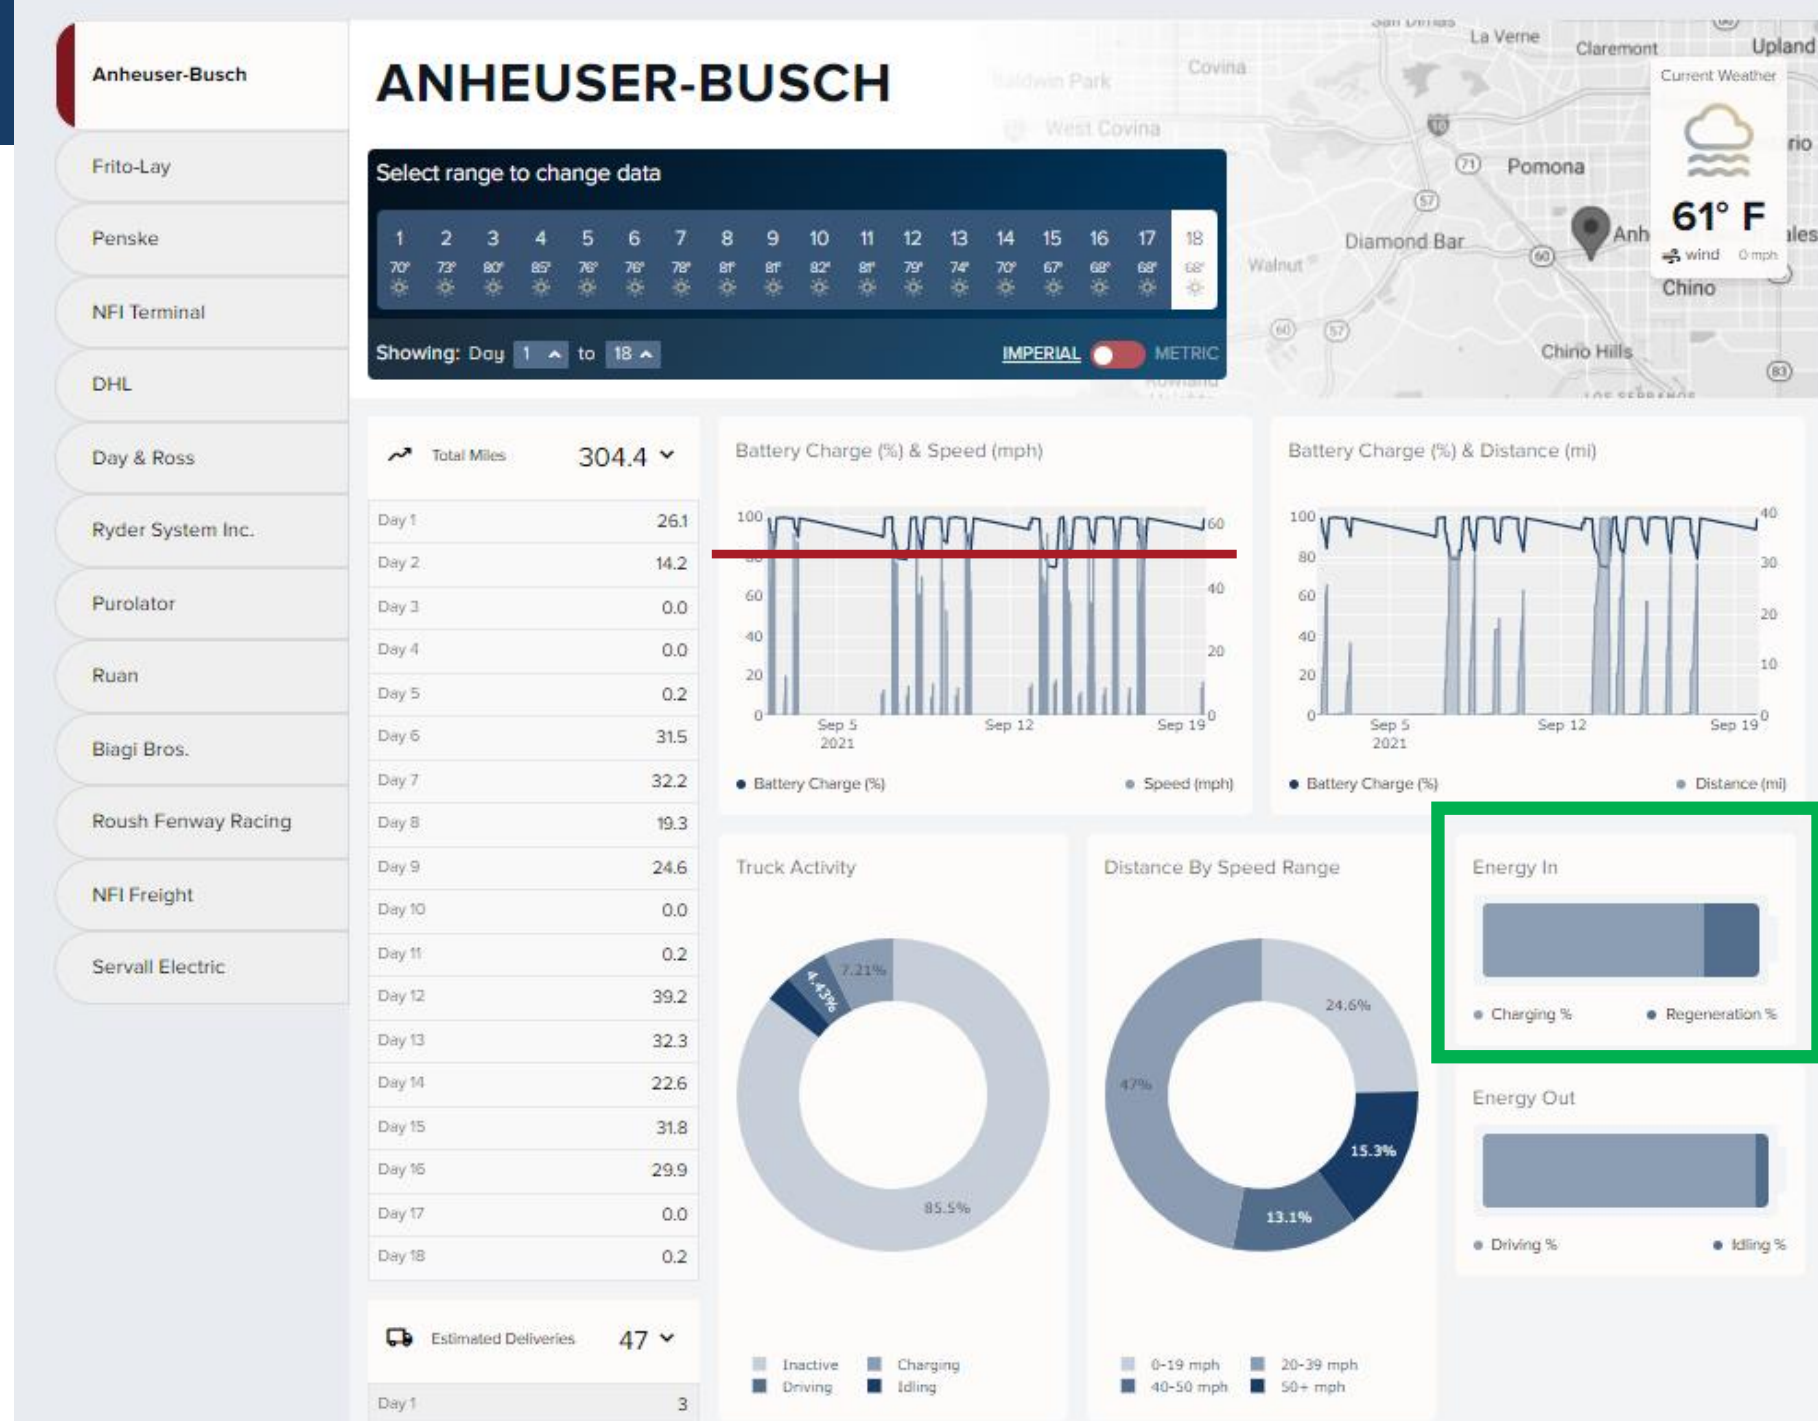 Anheuser-Busch
Frito-Lay
Penske
NFI Terminal
DHL
Day & Ross
Ryder System Inc.
Purolator
Ruan
Biagi Bros.
Roush Fenway Racing
NFI Freight
Servall Electric
ANHEUSER-BUSCH
Select range to change data
1 2 3 4 5 6 7 8 9 10 11 12 13 14 15 16 17 18
70° 73° 80° 85° 76° 76° 78° 81° 81° 82° 81° 79° 74° 70° 67° 68° 68° 68°
Showing: Day 1 to 18
IMPERIAL METRIC
San Dimas
La Verne
Claremont
Upland
Baldwin Park
Covina
West Covina
10
71
Pomona
57
Diamond Bar
60
Walnut
60
57
Chino
Chino Hills
83
Rowland
LOS SERRANOS
Current Weather
61° F
wind 0 mph
Total Miles 304.4
Day 1 26.1
Day 2 14.2
Day 3 0.0
Day 4 0.0
Day 5 0.2
Day 6 31.5
Day 7 32.2
Day 8 19.3
Day 9 24.6
Day 10 0.0
Day 11 0.2
Day 12 39.2
Day 13 32.3
Day 14 22.6
Day 15 31.8
Day 16 29.9
Day 17 0.0
Day 18 0.2
Estimated Deliveries 47
Day 1 3
Battery Charge (%) & Speed (mph)
100
60
40
20
0
60
40
20
0
Sep 5 Sep 12 Sep 19
2021
Battery Charge (%) Speed (mph)
Battery Charge (%) & Distance (mi)
100
80
60
40
20
0
40
30
20
10
0
Sep 5 Sep 12 Sep 19
2021
Battery Charge (%) Distance (mi)
Truck Activity
7.21%
4.43%
85.5%
Inactive Charging
Driving Idling
Distance By Speed Range
24.6%
47%
15.3%
13.1%
0-19 mph 20-39 mph
40-50 mph 50+ mph
Energy In
Charging % Regeneration %
Energy Out
Driving % Idling %